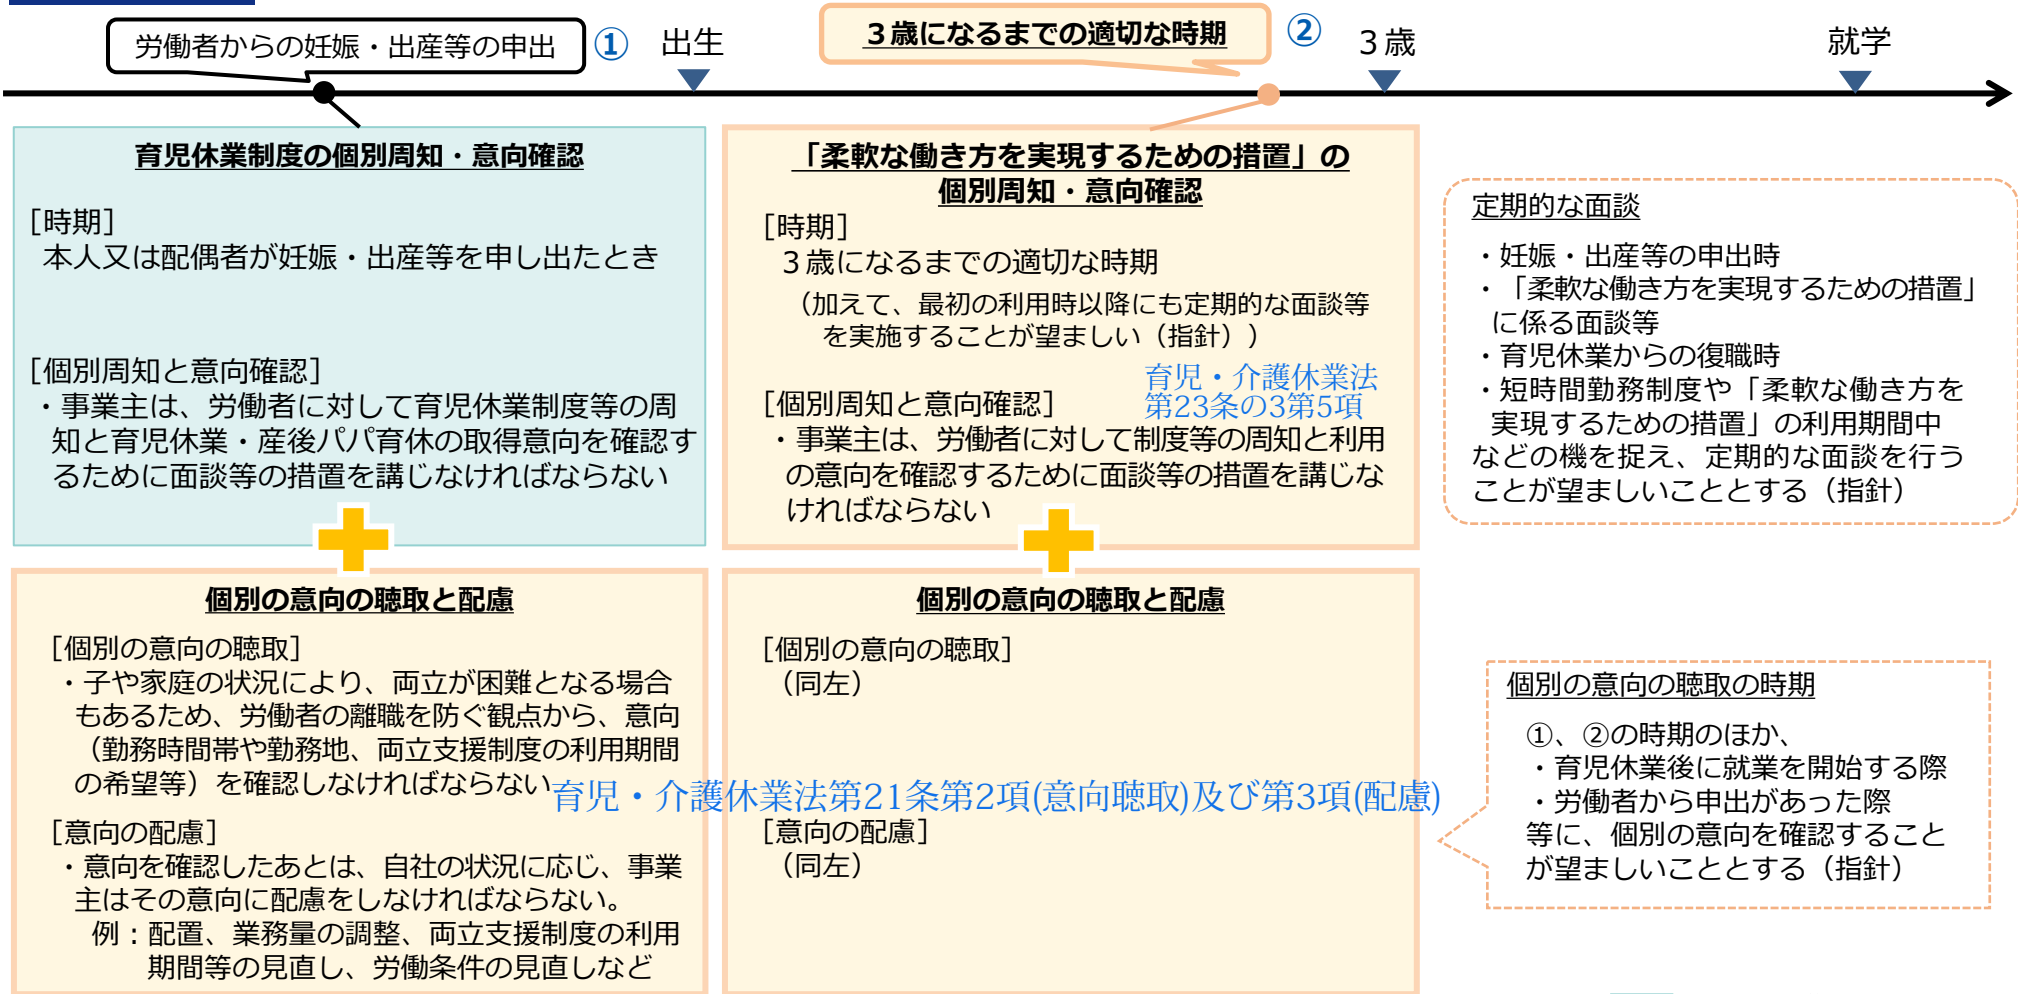 労働者からの妊娠・出産等の申出
①
出生
３歳になるまでの適切な時期
②
３歳
就学
育児休業制度の個別周知・意向確認
［時期］
本人又は配偶者が妊娠・出産等を申し出たとき
［個別周知と意向確認］
・事業主は、労働者に対して育児休業制度等の周
知と育児休業・産後パパ育休の取得意向を確認す
るために面談等の措置を講じなければならない
「柔軟な働き方を実現するための措置」の
個別周知・意向確認
［時期］
３歳になるまでの適切な時期
（加えて、最初の利用時以降にも定期的な面談等
を実施することが望ましい（指針））
育児・介護休業法
第23条の3第5項
［個別周知と意向確認］
・事業主は、労働者に対して制度等の周知と利用
の意向を確認するために面談等の措置を講じな
ければならない
定期的な面談
・妊娠・出産等の申出時
・「柔軟な働き方を実現するための措置」
に係る面談等
・育児休業からの復職時
・短時間勤務制度や「柔軟な働き方を
実現するための措置」の利用期間中
などの機を捉え、定期的な面談を行う
ことが望ましいこととする（指針）
個別の意向の聴取と配慮
［個別の意向の聴取］
・子や家庭の状況により、両立が困難となる場合
もあるため、労働者の離職を防ぐ観点から、意向
（勤務時間帯や勤務地、両立支援制度の利用期間
の希望等）を確認しなければならない
育児・介護休業法第21条第2項(意向聴取)及び第3項(配慮)
［意向の配慮］
・意向を確認したあとは、自社の状況に応じ、事業
主はその意向に配慮をしなければならない。
例：配置、業務量の調整、両立支援制度の利用
期間等の見直し、労働条件の見直しなど
個別の意向の聴取と配慮
［個別の意向の聴取］
（同左）
［意向の配慮］
（同左）
個別の意向の聴取の時期
①、②の時期のほか、
・育児休業後に就業を開始する際
・労働者から申出があった際
等に、個別の意向を確認すること
が望ましいこととする（指針）